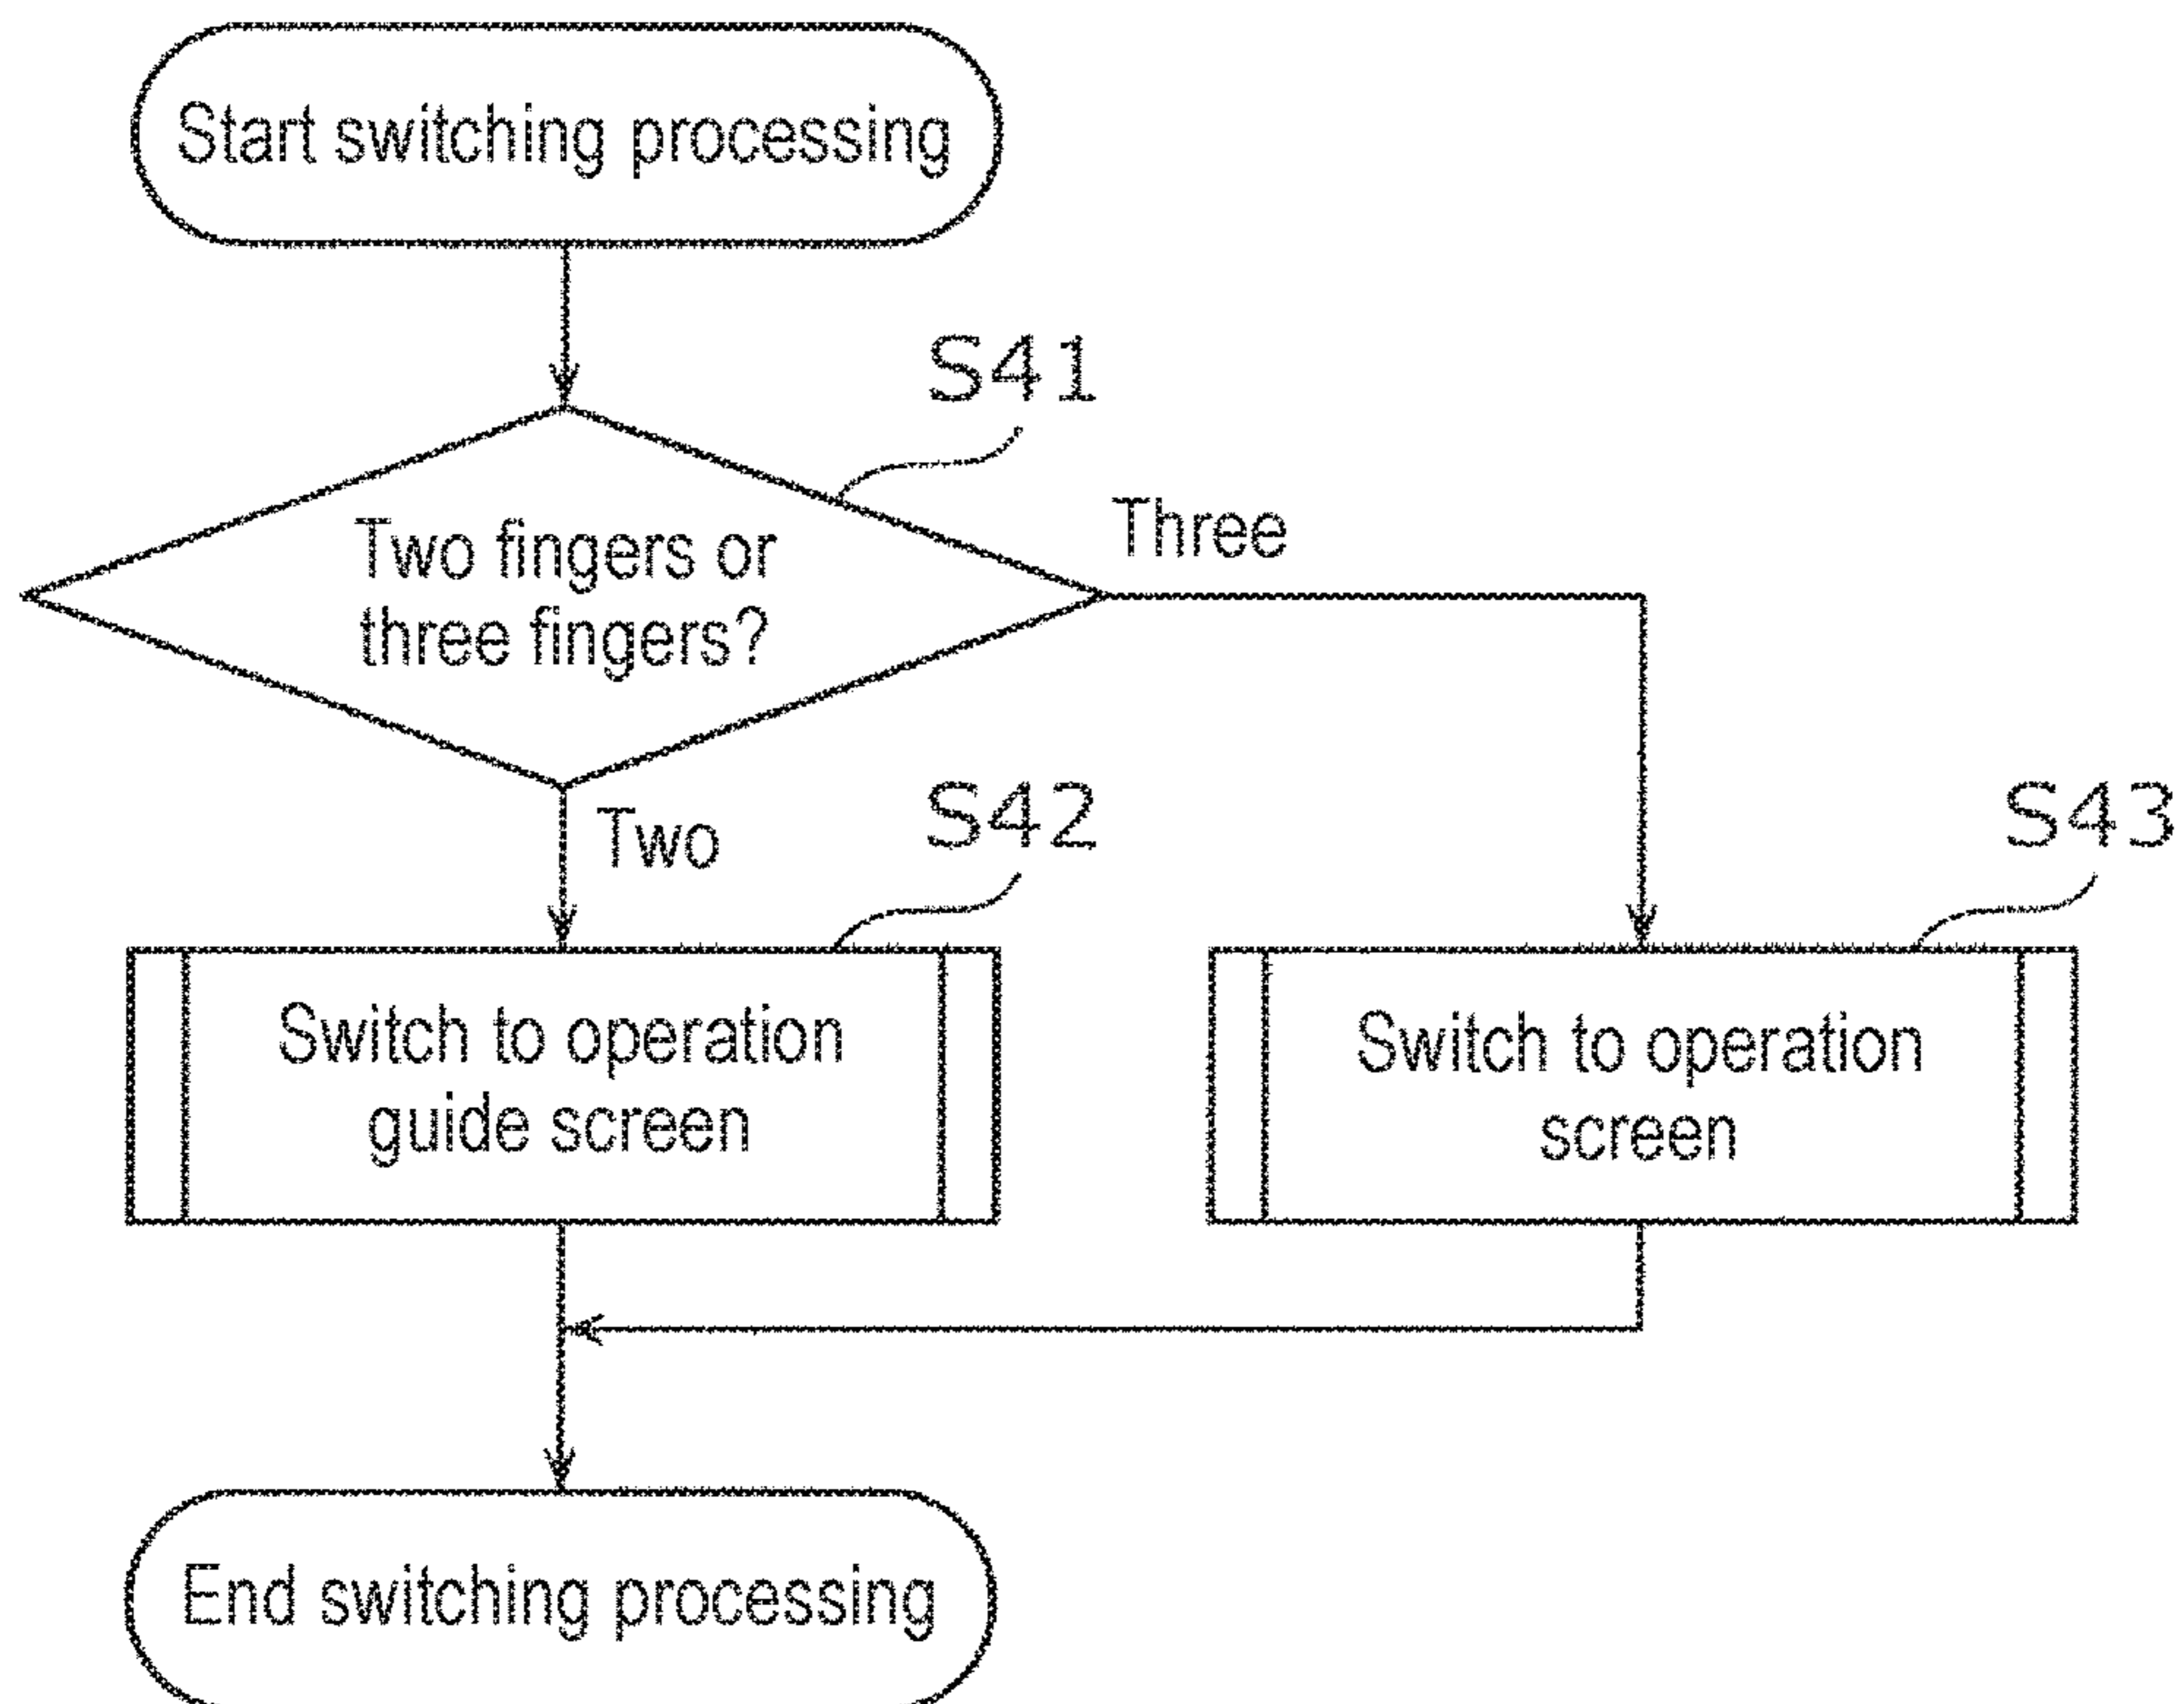 Start switching processing
S41
Two fingers or
three fingers?
Three
Two
S42
S43
Switch to operation
guide screen
Switch to operation
screen
End switching processing